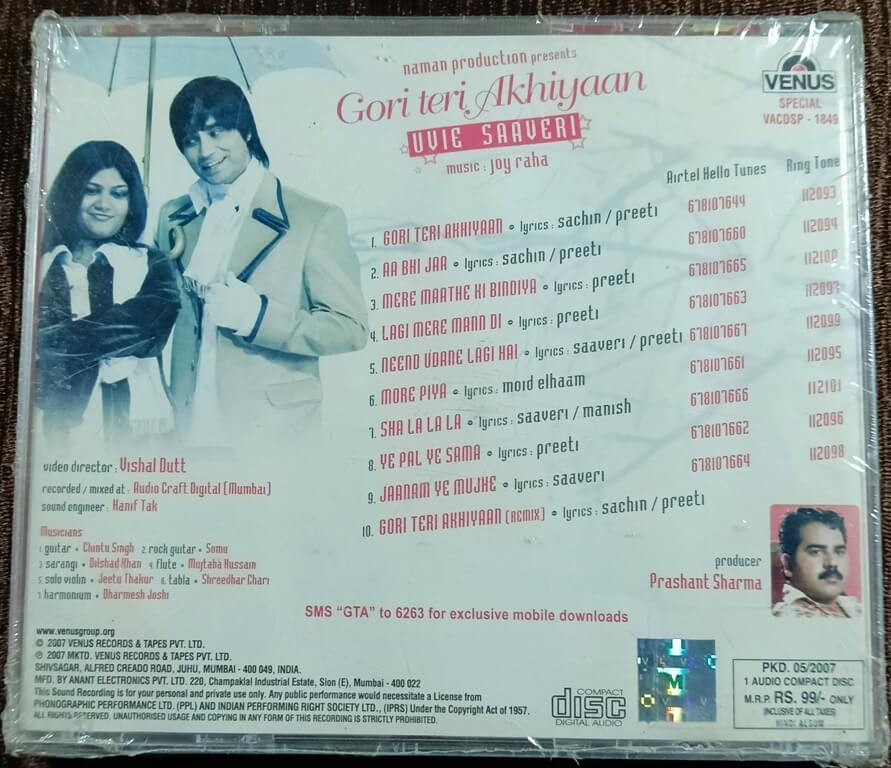 naman production presents
Gori teri Akhiyaan
UVIE SAAVERI
music : joy raha
VENUS
SPECIAL
VACDSP - 1849
Airtel Hello Tunes Ring Tone
1. GORI TERI AKHIYAAN • lyrics : sachin / preeti 678107644 112093
2. AA BHI JAA • lyrics : sachin / preeti 678107660 112094
3. MERE MAATHE KI BINDIYA • lyrics : preeti 678107665 112100
4. LAGI MERE MANN DI • lyrics : preeti 678107663 112097
5. NEEND UDANE LAGI HAI • lyrics : saaveri / preeti 678107667 112099
6. MORE PIYA • lyrics : moid elhaam 678107661 112095
7. SHA LA LA LA • lyrics : saaveri / manish 678107666 112101
8. YE PAL YE SAMA • lyrics : preeti 678107662 112096
9. JAANAM YE MUJHE • lyrics : saaveri 678107664 112098
10. GORI TERI AKHIYAAN (REMIX) • lyrics : sachin / preeti
video director : Vishal Dutt
recorded / mixed at : Audio Craft Digital (Mumbai)
sound engineer : Hanif Tak
Musicians
1 guitar • Chintu Singh 2 rock guitar • Somu
3 sarangi • Dilshad Khan 4 flute • Mujtaba Hussain
5 solo violin • Jeetu Thakur 6 tabla • Shreedhar Chari
7 harmonium • Dharmesh Joshi
producer
Prashant Sharma
SMS "GTA" to 6263 for exclusive mobile downloads
www.venusgroup.org
© 2007 VENUS RECORDS & TAPES PVT. LTD.
℗ 2007 MKTD. VENUS RECORDS & TAPES PVT. LTD.
SHIVSAGAR, ALFRED CREADO ROAD, JUHU, MUMBAI - 400 049, INDIA.
MFD. BY ANANT ELECTRONICS PVT. LTD. 220, Champaklal Industrial Estate, Sion (E), Mumbai - 400 022
This Sound Recording is for your personal and private use only. Any public performance would necessitate a License from
PHONOGRAPHIC PERFORMANCE LTD. (PPL) AND INDIAN PERFORMING RIGHT SOCIETY LTD., (IPRS) Under the Copyright Act of 1957.
ALL RIGHTS RESERVED. UNAUTHORISED USAGE AND COPYING IN ANY FORM OF THIS RECORDING IS STRICTLY PROHIBITED.
COMPACT
disc
DIGITAL AUDIO
PKD. 05/2007
1 AUDIO COMPACT DISC
M.R.P. RS. 99/- ONLY
(INCLUSIVE OF ALL TAXES)
HINDI ALBUM